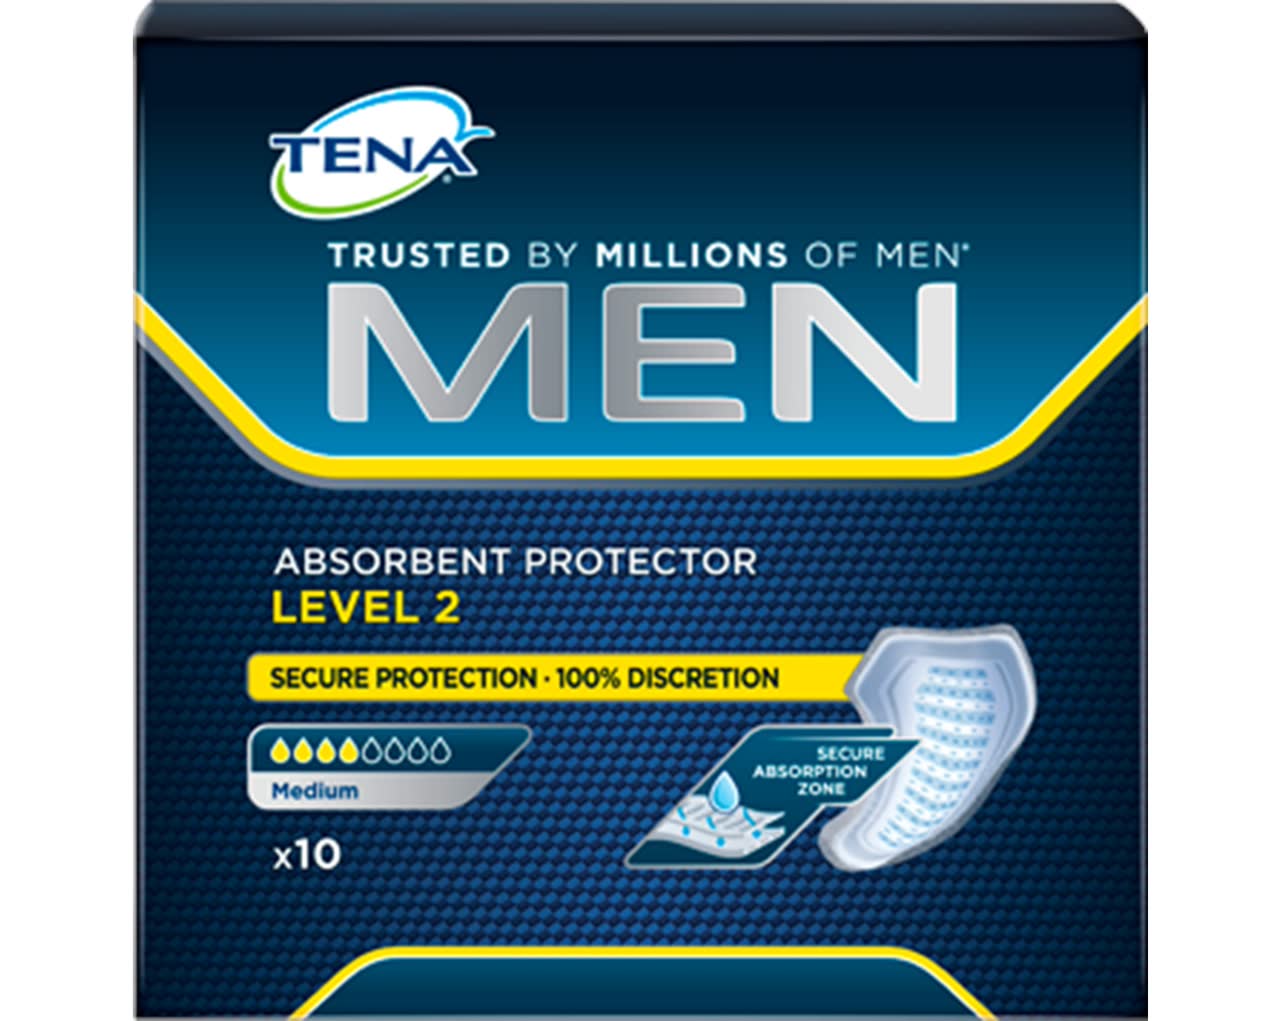 TENA®
TRUSTED BY MILLIONS OF MEN*
MEN
ABSORBENT PROTECTOR
LEVEL 2
SECURE PROTECTION · 100% DISCRETION
Medium
SECURE
ABSORPTION
ZONE
x10